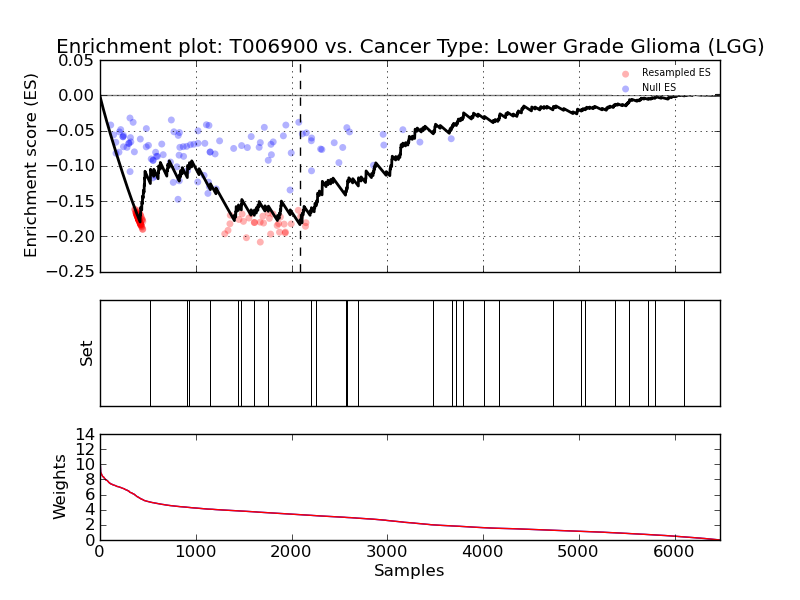 Enrichment plot: T006900 vs. Cancer Type: Lower Grade Glioma (LGG)
Enrichment score (ES)
0.05
0.00
−0.05
−0.10
−0.15
−0.20
−0.25
Resampled ES
Null ES
Set
Weights
14
12
10
8
6
4
2
0
0 1000 2000 3000 4000 5000 6000
Samples